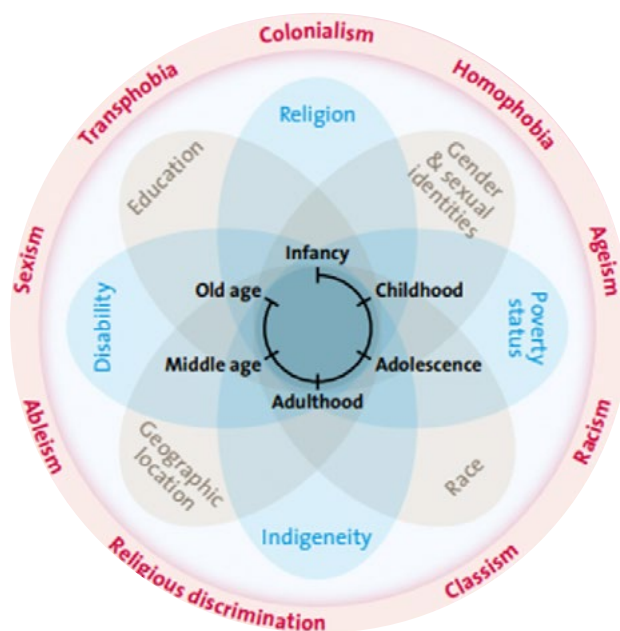 Colonialism
Transphobia
Homophobia
Religion
Education
Gender
& sexual
identities
Sexism
Ageism
Infancy
Old age
Childhood
Disability
Poverty
status
Middle age
Adolescence
Adulthood
Ableism
Racism
Geographic
location
Race
Indigeneity
Religious discrimination
Classism